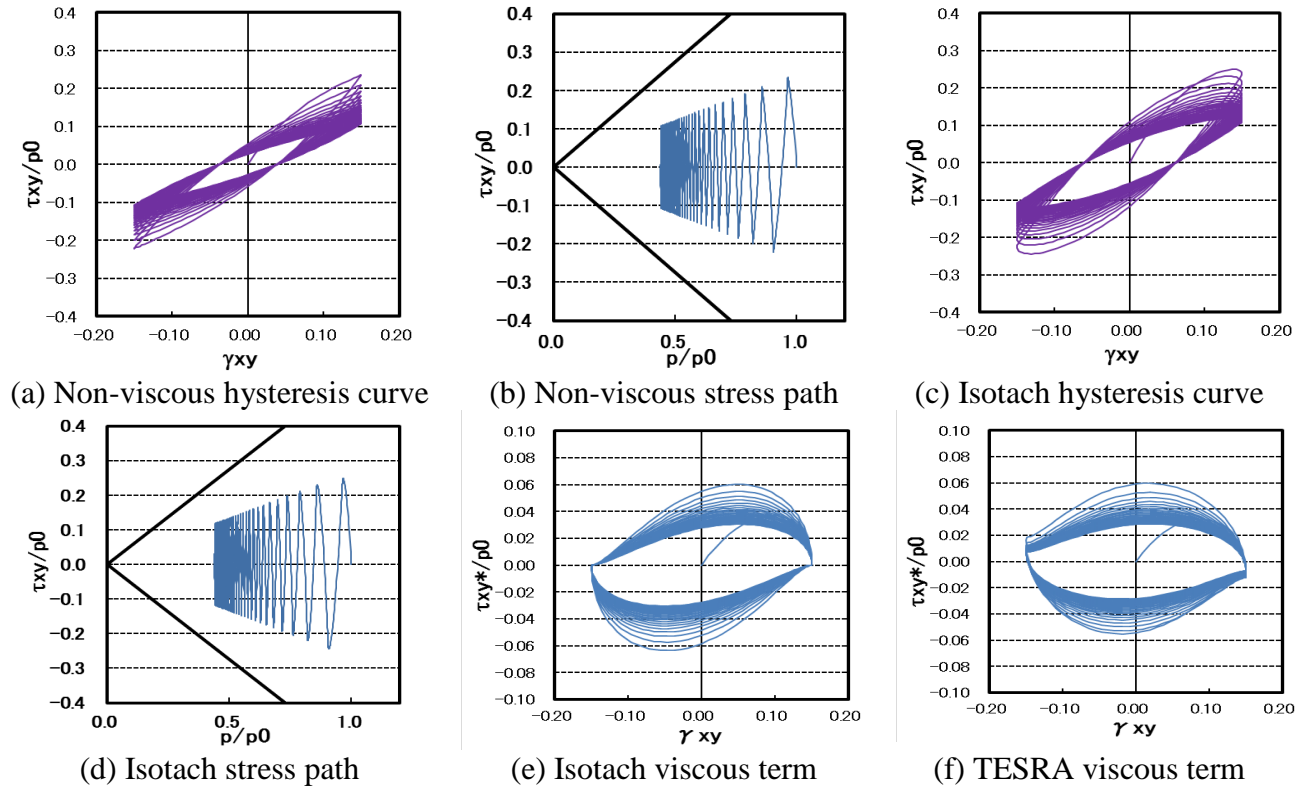 0.4
0.3
0.2
0.1
0.0
−0.1
−0.2
−0.3
−0.4
−0.20 −0.10 0.00 0.10 0.20
τxy/p0
γxy
(a) Non-viscous hysteresis curve
0.4
0.3
0.2
0.1
0.0
−0.1
−0.2
−0.3
−0.4
0.0 0.5 1.0
τxy/p0
p/p0
(b) Non-viscous stress path
0.4
0.3
0.2
0.1
0.0
−0.1
−0.2
−0.3
−0.4
−0.20 −0.10 0.00 0.10 0.20
τxy/p0
γxy
(c) Isotach hysteresis curve
0.4
0.3
0.2
0.1
0.0
−0.1
−0.2
−0.3
−0.4
0.0 0.5 1.0
τxy/p0
p/p0
(d) Isotach stress path
0.10
0.08
0.06
0.04
0.02
0.00
−0.02
−0.04
−0.06
−0.08
−0.10
−0.20 −0.10 0.00 0.10 0.20
τxy*/p0
γ xy
(e) Isotach viscous term
0.10
0.08
0.06
0.04
0.02
0.00
−0.02
−0.04
−0.06
−0.08
−0.10
−0.20 −0.10 0.00 0.10 0.20
τxy*/p0
γ xy
(f) TESRA viscous term